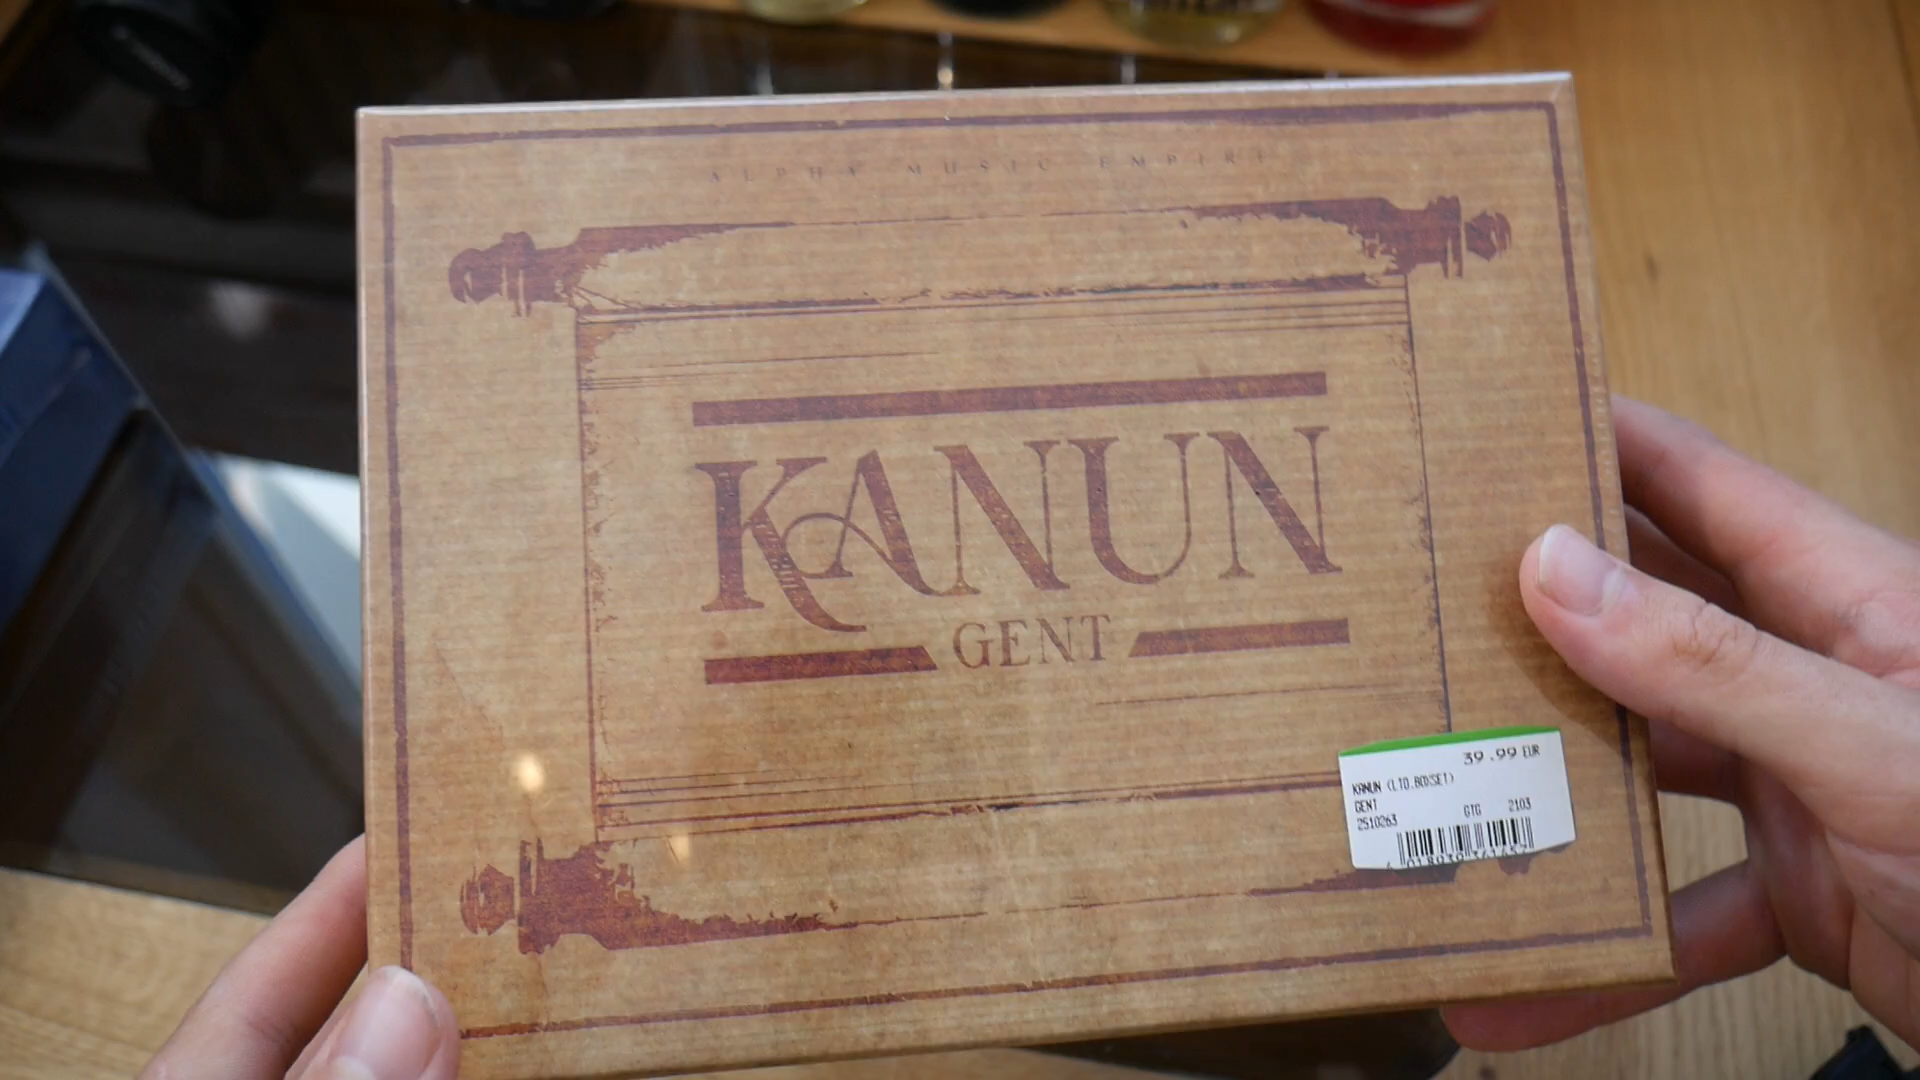 ALPHA MUSIC EMPIRE
KANUN
GENT
39.99 EUR
KANUN (LTD.BOXSET)
GENT
GTG 2103
2510263